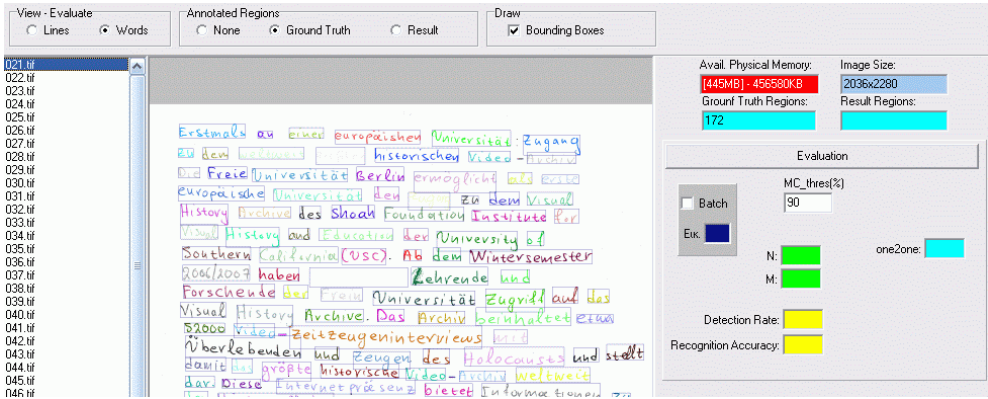 View - Evaluate
Lines Words
Annotated Regions
None Ground Truth Result
Draw
Bounding Boxes
021.tif
022.tif
023.tif
024.tif
025.tif
026.tif
027.tif
028.tif
029.tif
030.tif
031.tif
032.tif
033.tif
034.tif
035.tif
036.tif
037.tif
038.tif
039.tif
040.tif
041.tif
042.tif
043.tif
044.tif
045.tif
046.tif
Erstmals an einer europäishen Universität: Zugang
zu dem historischen Video-Archiv
Die Freie Universität Berlin ermöglicht als erste
europäische Universität den zu dem Visual
History Archive des Shoah Foundation Institute for
Visual History and Education der University of
Southern California (USC). Ab dem Wintersemester
2006/2007 haben Lehrende und
Forschende der Freien Universität Zugriff auf das
Visual History Archive. Das Archiv beinhaltet etwa
52000 Video-Zeitzeugeninterviews mit
Überlebenden und Zeugen des Holocausts und stellt
damit das größte historische Video-Archiv weltweit
dar. Diese Internetpräsenz bietet Informationen zu
Avail. Physical Memory: Image Size:
[445MB] - 456580KB 2036x2280
Grounf Truth Regions: Result Regions:
172
Evaluation
MC_thres(%)
Batch 90
Εικ.
N: one2one:
M:
Detection Rate:
Recognition Accuracy: